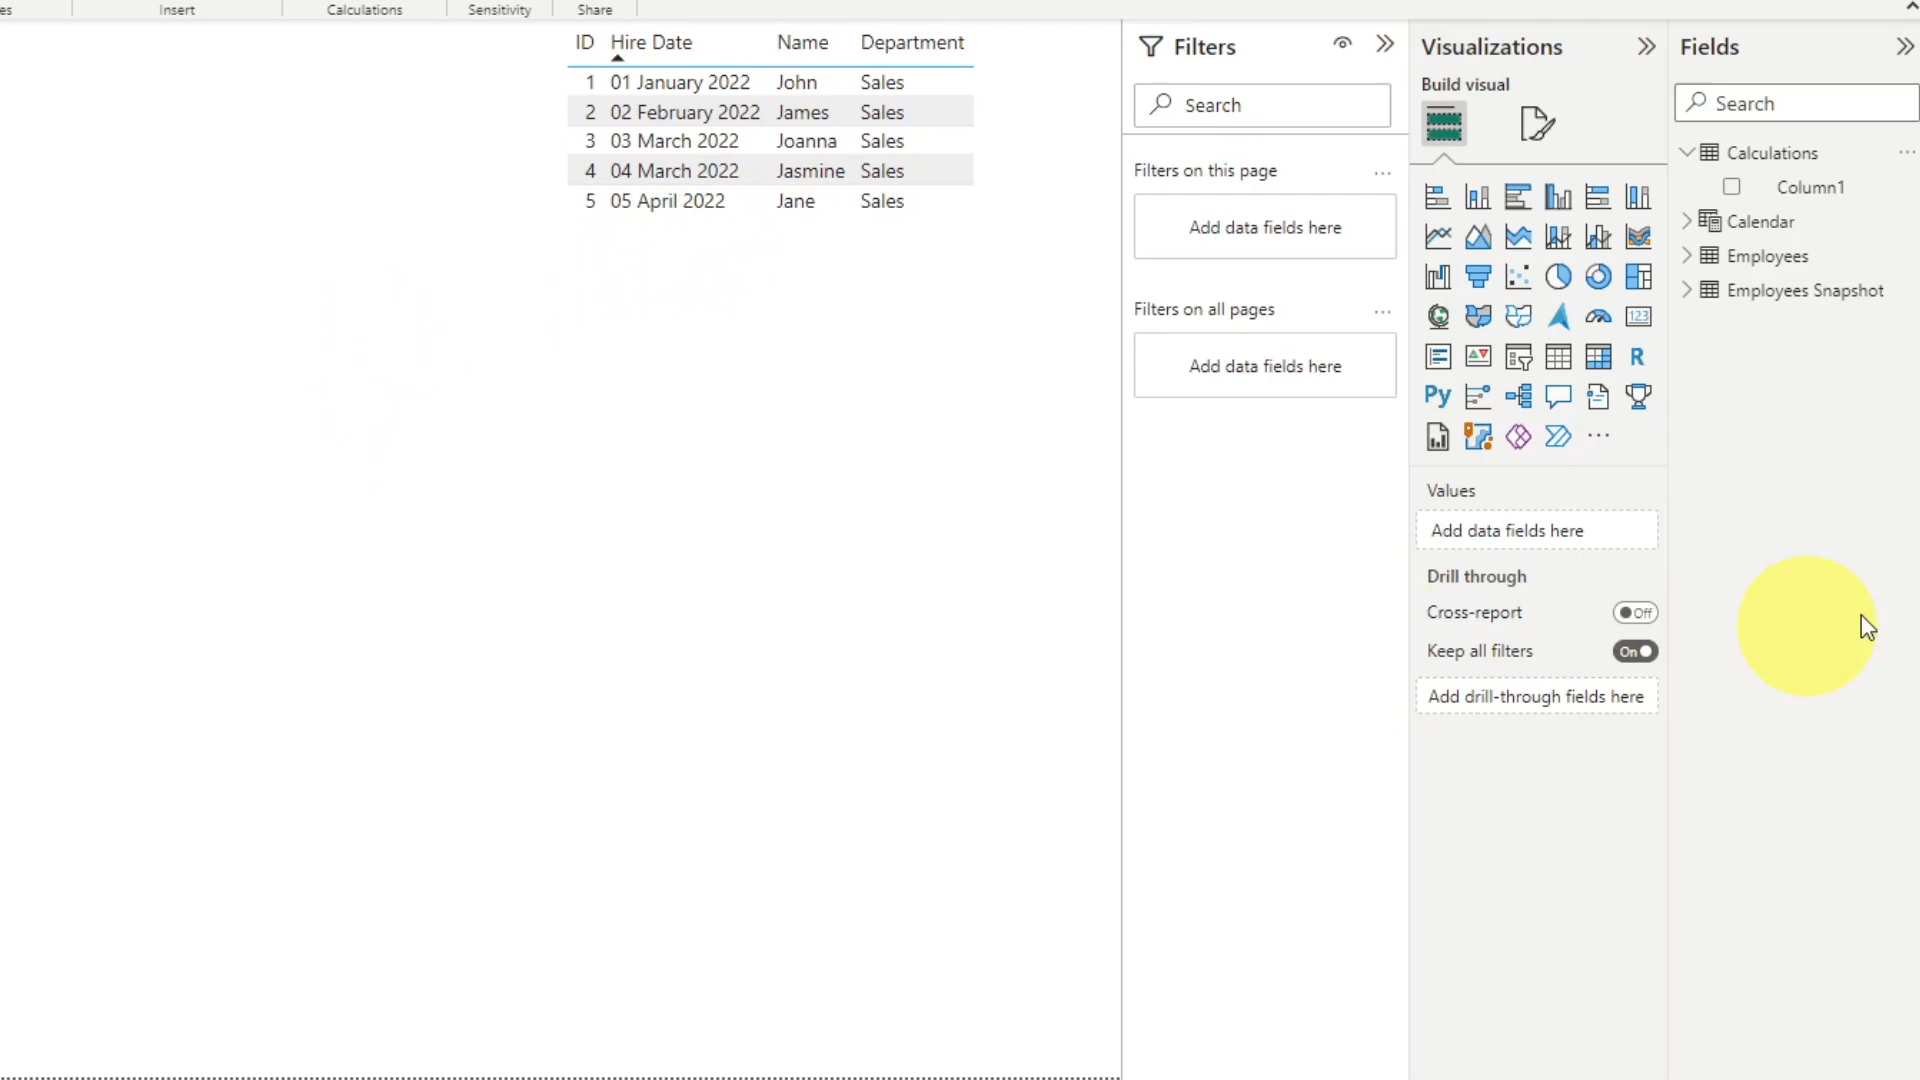 es
Insert
Calculations
Sensitivity
Share
ID Hire Date Name Department
1 01 January 2022 John Sales
2 02 February 2022 James Sales
3 03 March 2022 Joanna Sales
4 04 March 2022 Jasmine Sales
5 05 April 2022 Jane Sales
Filters
Search
Filters on this page
...
Add data fields here
Filters on all pages
...
Add data fields here
Visualizations
Build visual
123
R
Py
...
Values
Add data fields here
Drill through
Cross-report
Off
Keep all filters
On
Add drill-through fields here
Fields
Search
Calculations
...
Column1
Calendar
Employees
Employees Snapshot